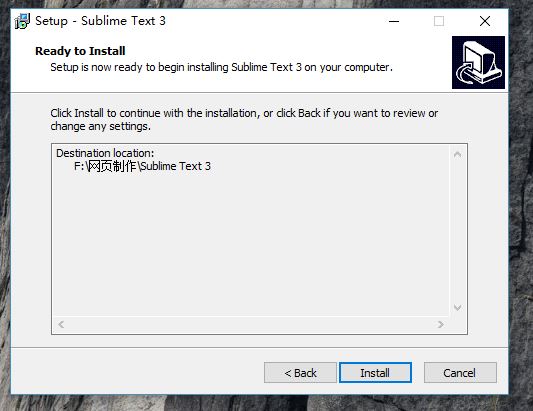 Setup - Sublime Text 3
Ready to Install
Setup is now ready to begin installing Sublime Text 3 on your computer.
Click Install to continue with the installation, or click Back if you want to review or
change any settings.
Destination location:
F:\网页制作\Sublime Text 3
< Back
Install
Cancel